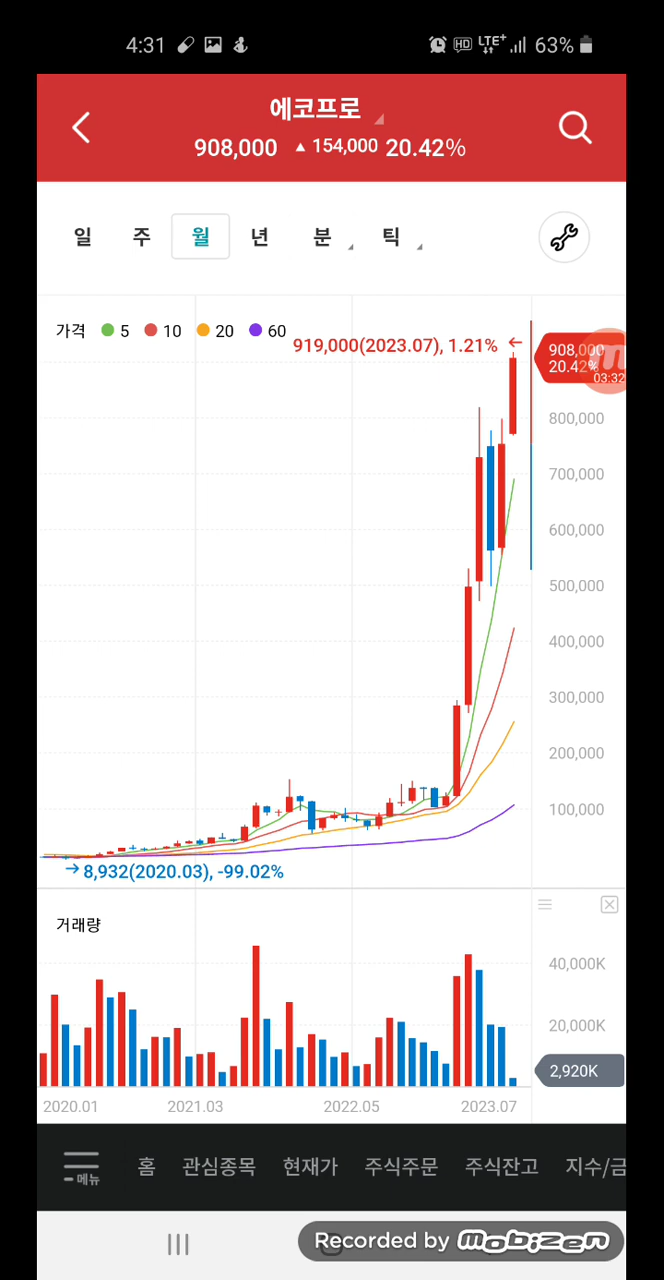 4:31 HD LTE+ 63%
에코프로
908,000 ▲ 154,000 20.42%
일 주 월 년 분 틱
가격 5 10 20 60
919,000(2023.07), 1.21% ←
908,000
20.42%
03:32
800,000
700,000
600,000
500,000
400,000
300,000
200,000
100,000
→ 8,932(2020.03), -99.02%
거래량
40,000K
20,000K
2,920K
2020.01 2021.03 2022.05 2023.07
메뉴 홈 관심종목 현재가 주식주문 주식잔고 지수/금
Recorded by mobizen